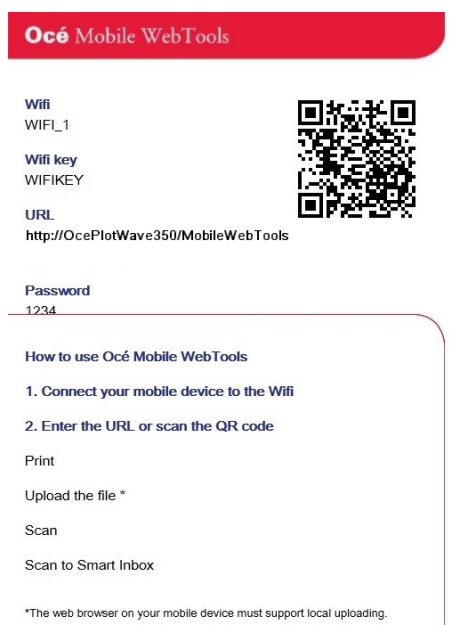 Océ Mobile WebTools
Wifi
WIFI_1
Wifi key
WIFIKEY
URL
http://OcePlotWave350/MobileWebTools
Password
1234
How to use Océ Mobile WebTools
1. Connect your mobile device to the Wifi
2. Enter the URL or scan the QR code
Print
Upload the file *
Scan
Scan to Smart Inbox
*The web browser on your mobile device must support local uploading.